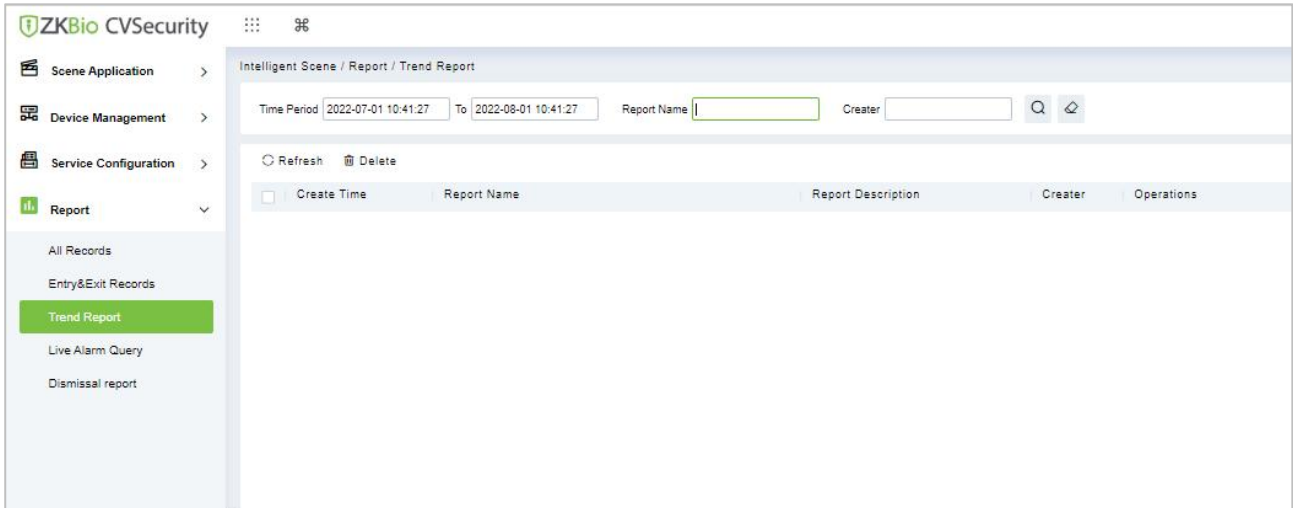 ZKBio CVSecurity
Scene Application
Device Management
Service Configuration
Report
All Records
Entry&Exit Records
Trend Report
Live Alarm Query
Dismissal report
Intelligent Scene / Report / Trend Report
Time Period 2022-07-01 10:41:27 To 2022-08-01 10:41:27 Report Name Creater
Refresh Delete
Create Time Report Name Report Description Creater Operations